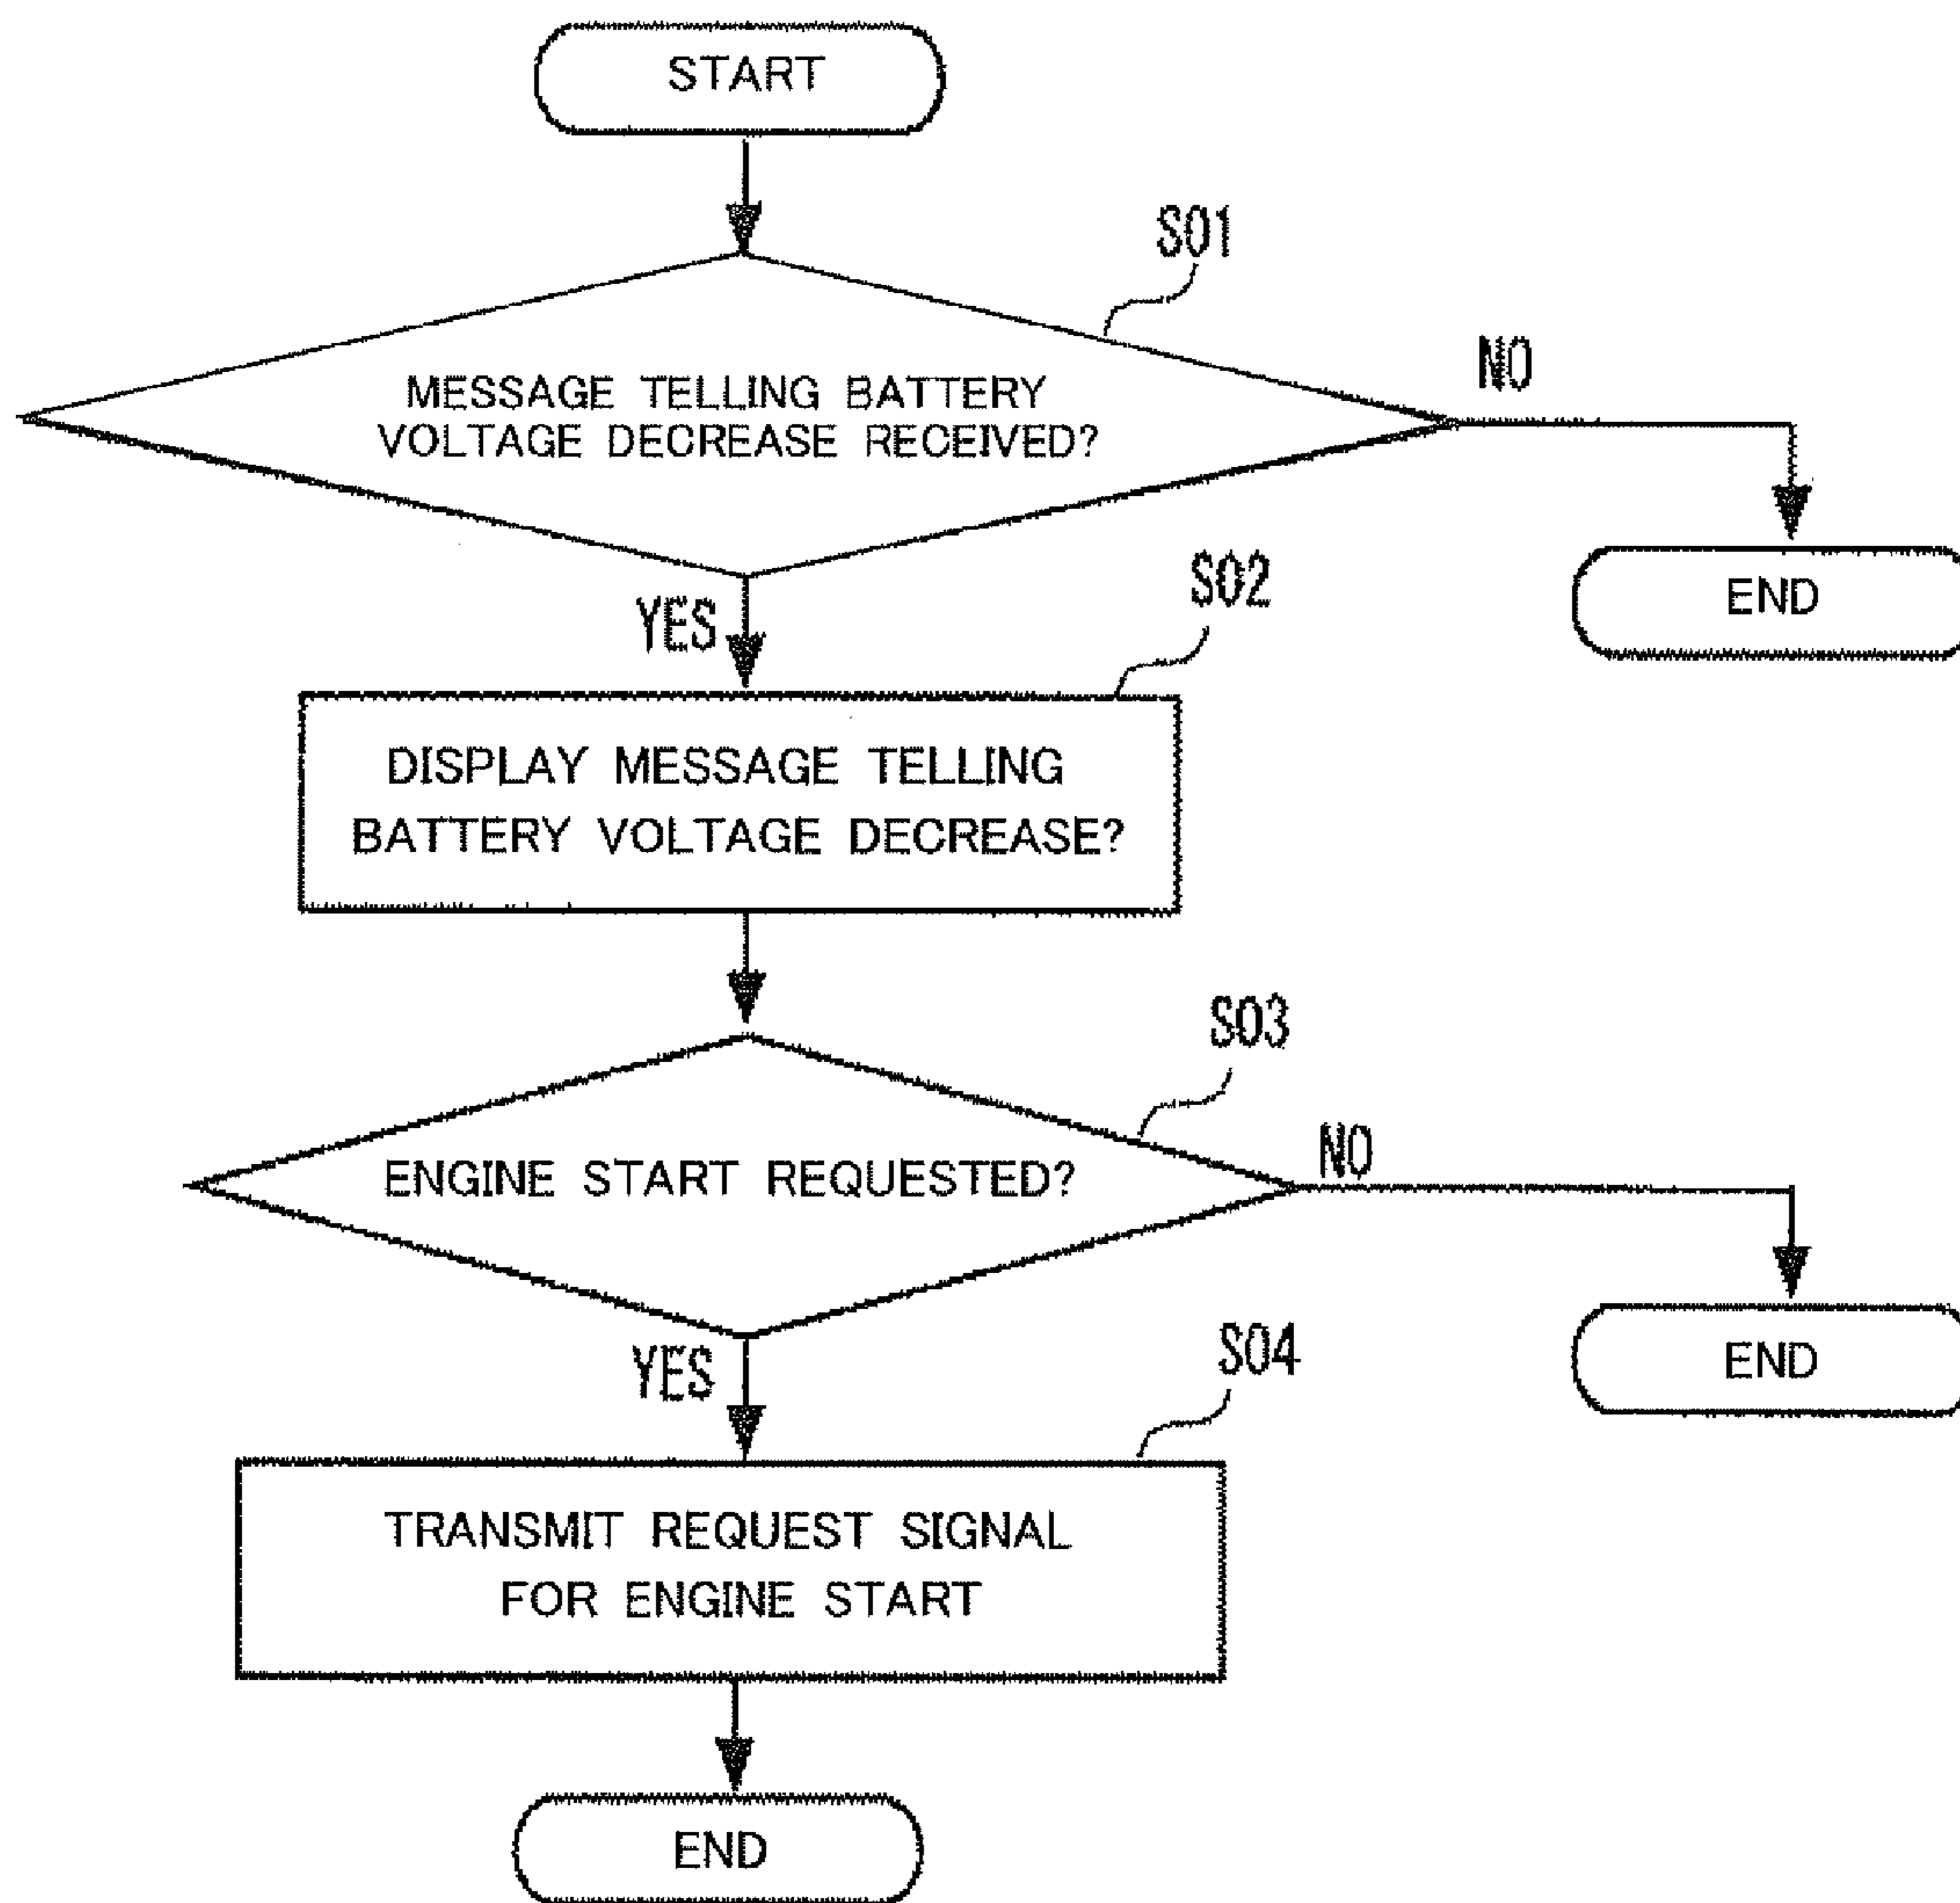 START
S01
MESSAGE TELLING BATTERY
VOLTAGE DECREASE RECEIVED?
NO
END
YES
S02
DISPLAY MESSAGE TELLING
BATTERY VOLTAGE DECREASE?
S03
ENGINE START REQUESTED?
NO
END
YES
S04
TRANSMIT REQUEST SIGNAL
FOR ENGINE START
END